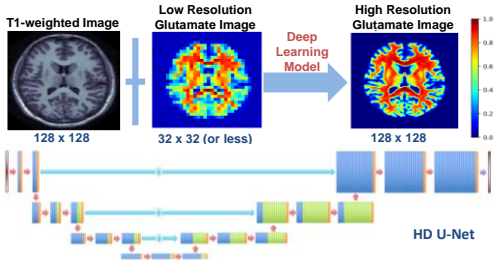 T1-weighted Image
Low Resolution
Glutamate Image
Deep
Learning
Model
High Resolution
Glutamate Image
1.0
0.8
0.6
0.4
0.2
0.0
128 x 128
32 x 32 (or less)
128 x 128
HD U-Net